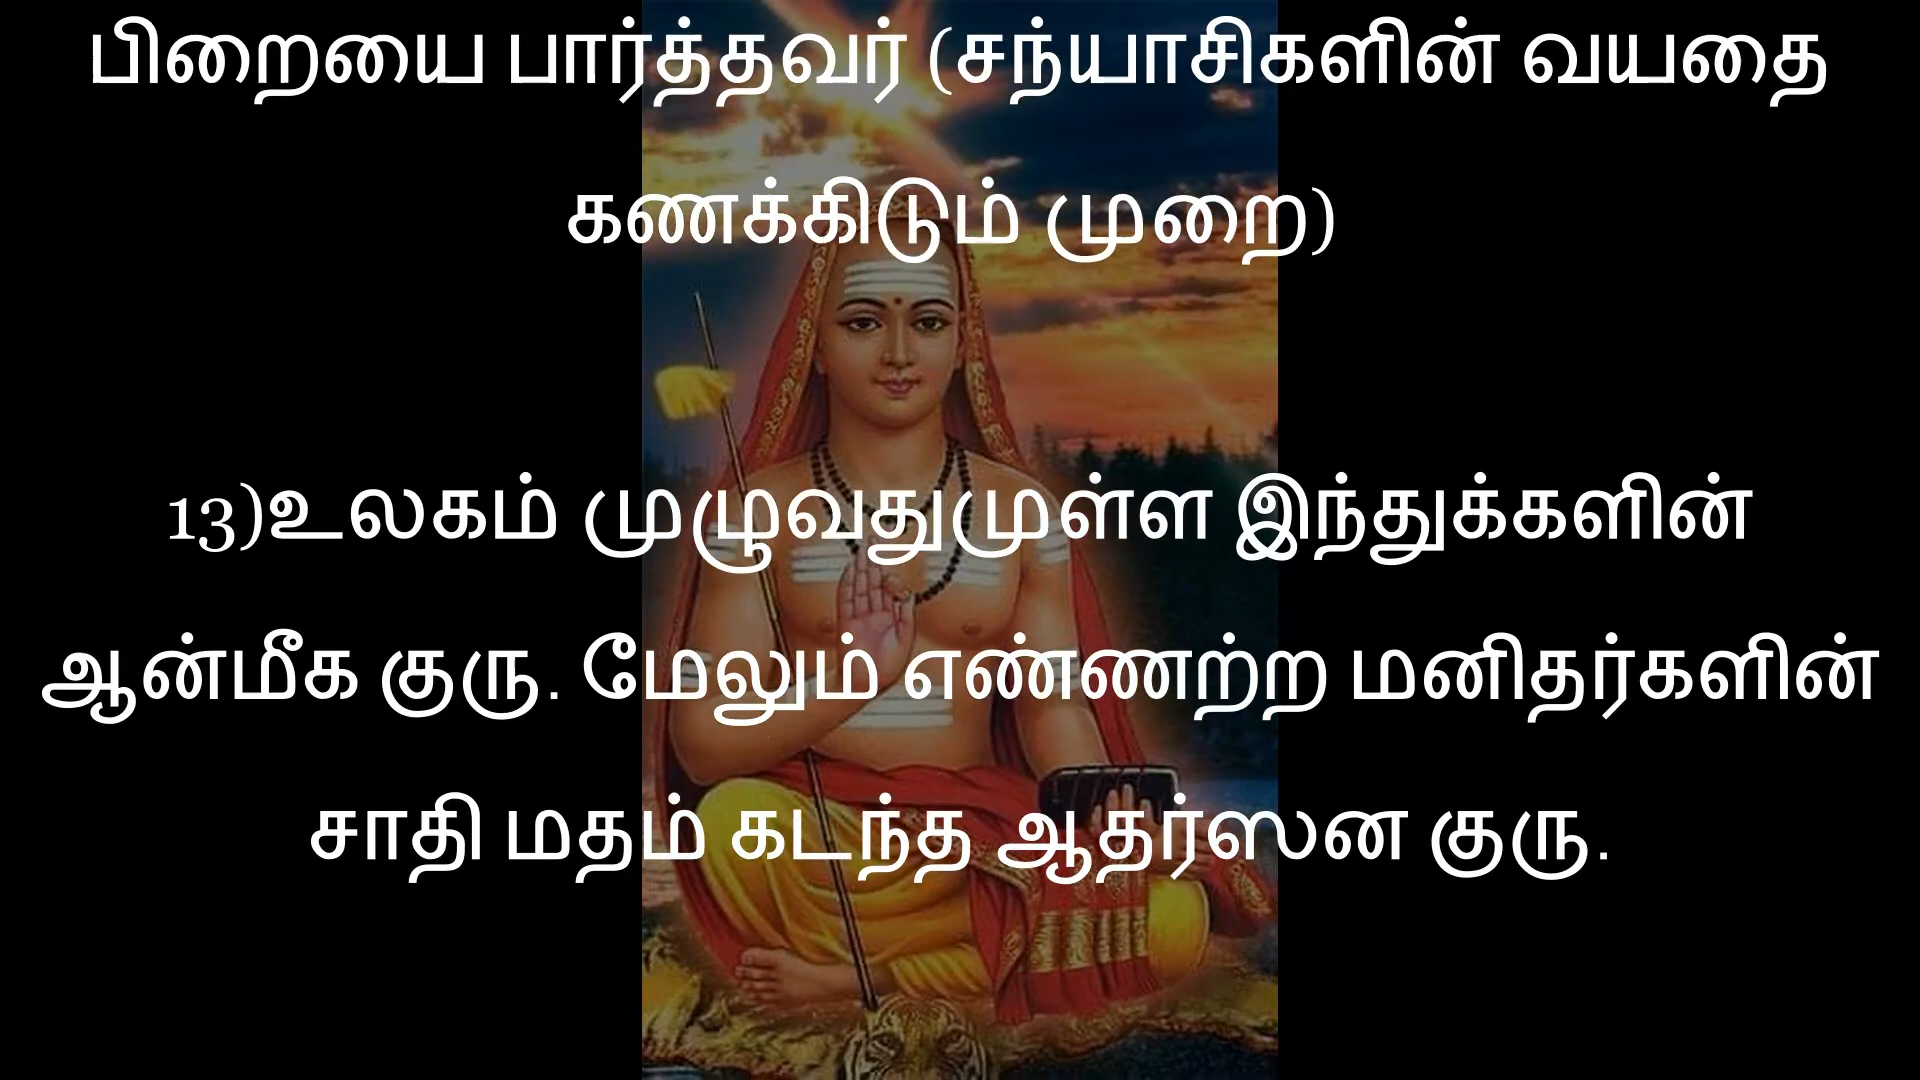 பிறையை பார்த்தவர் (சந்யாசிகளின் வயதை
கணக்கிடும் முறை)
13)உலகம் முழுவதுமுள்ள இந்துக்களின்
ஆன்மீக குரு. மேலும் எண்ணற்ற மனிதர்களின்
சாதி மதம் கடந்த ஆதர்ஸன குரு.